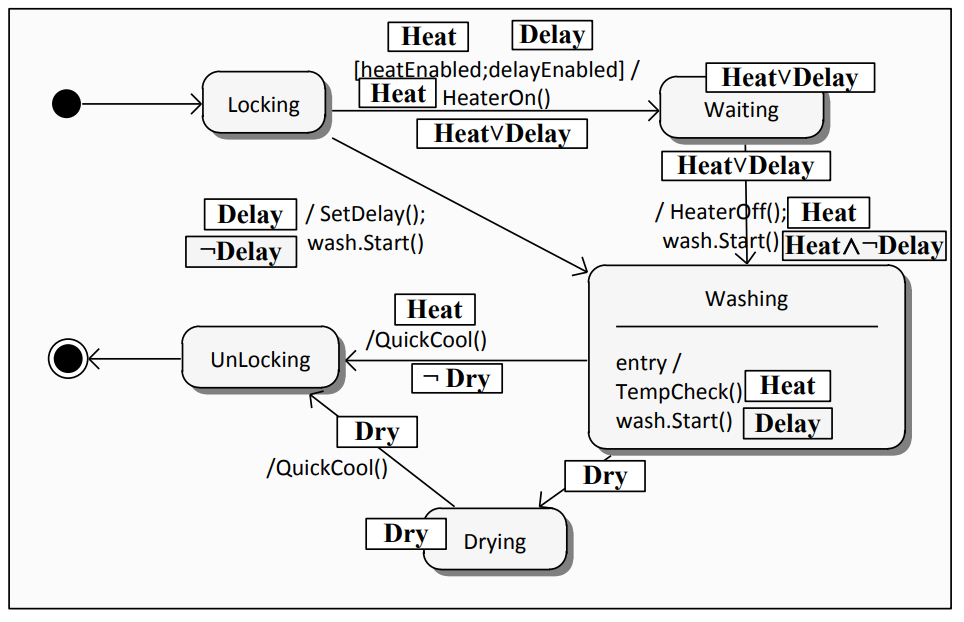 Heat Delay
[heatEnabled;delayEnabled] /
Heat HeaterOn()
Heat∨Delay
Locking
Heat∨Delay
Waiting
Heat∨Delay
Delay / SetDelay();
¬Delay wash.Start()
/ HeaterOff(); Heat
wash.Start() Heat∧¬Delay
Washing
entry /
TempCheck() Heat
wash.Start() Delay
Heat
/QuickCool()
¬ Dry
UnLocking
Dry
/QuickCool()
Dry
Dry Drying